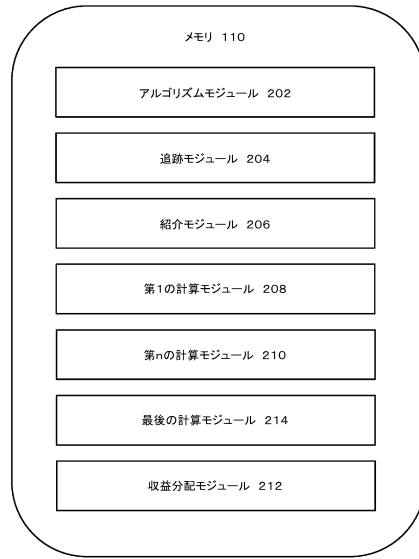 メモリ 110
アルゴリズムモジュール 202
追跡モジュール 204
紹介モジュール 206
第1の計算モジュール 208
第nの計算モジュール 210
最後の計算モジュール 214
収益分配モジュール 212